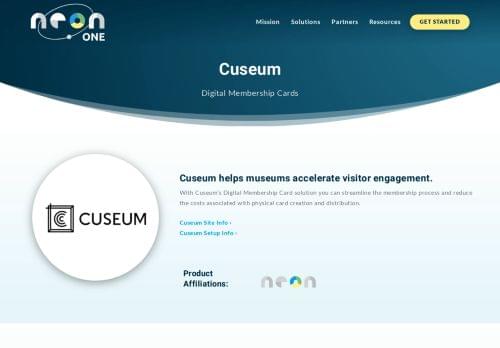 neon
ONE
Mission
Solutions
Partners
Resources
GET STARTED
Cuseum
Digital Membership Cards
CUSEUM
Cuseum helps museums accelerate visitor engagement.
With Cuseum's Digital Membership Card solution you can streamline the membership process and reduce
the costs associated with physical card creation and distribution.
Cuseum Site Info ›
Cuseum Setup Info ›
Product
Affiliations:
neon